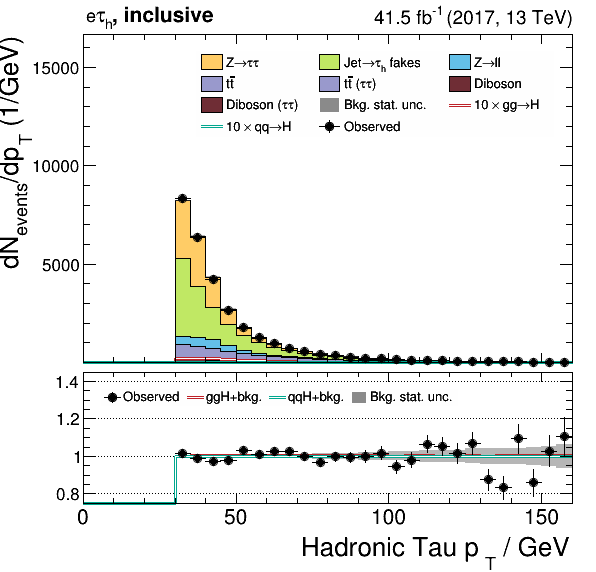 eτh, inclusive
41.5 fb-1 (2017, 13 TeV)
dNevents/dpT (1/GeV)
15000
10000
5000
Z→ττ
Jet→τh fakes
Z→ll
tt̄
tt̄ (ττ)
Diboson
Diboson (ττ)
Bkg. stat. unc.
10 × gg→H
10 × qq→H
Observed
1.4
1.2
1
0.8
Observed
ggH+bkg.
qqH+bkg.
Bkg. stat. unc.
0
50
100
150
Hadronic Tau pT / GeV